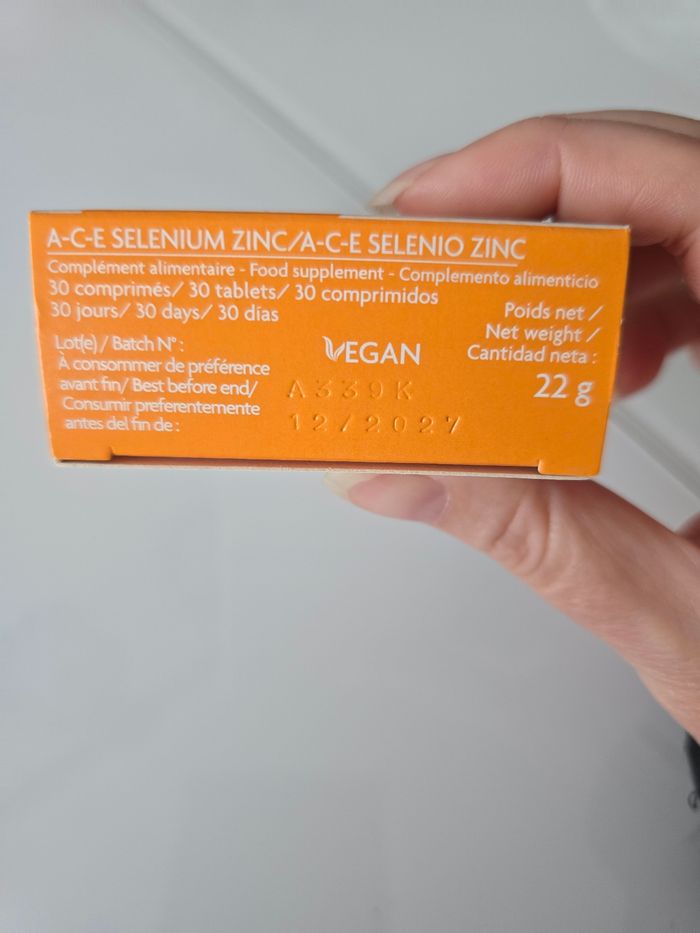 A-C-E SELENIUM ZINC/A-C-E SELENIO ZINC
Complément alimentaire - Food supplement - Complemento alimenticio
30 comprimés/ 30 tablets/ 30 comprimidos
30 jours/ 30 days/ 30 días
Lot(e) / Batch N° :
À consommer de préférence
avant fin/ Best before end/
Consumir preferentemente
antes del fin de :
VEGAN
A339K
12/2027
Poids net /
Net weight /
Cantidad neta :
22 g